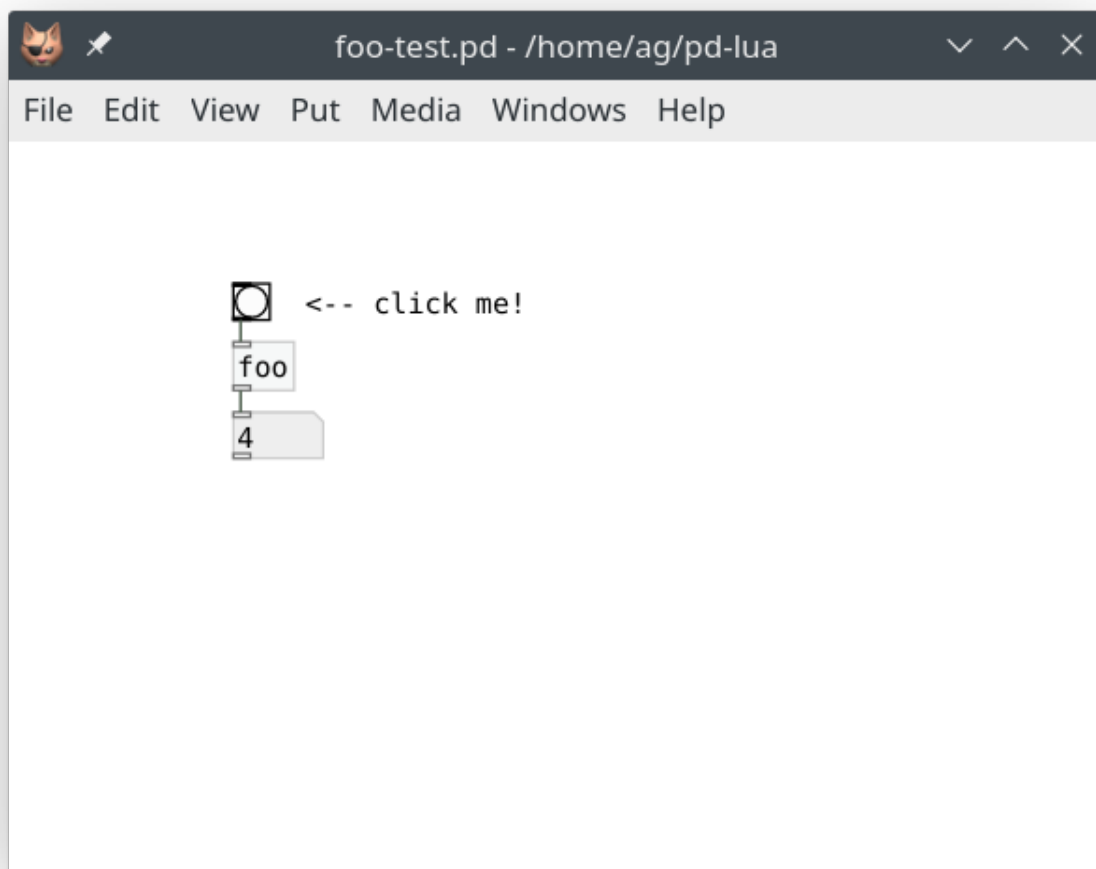 foo-test.pd - /home/ag/pd-lua
File Edit View Put Media Windows Help
<-- click me!
foo
4